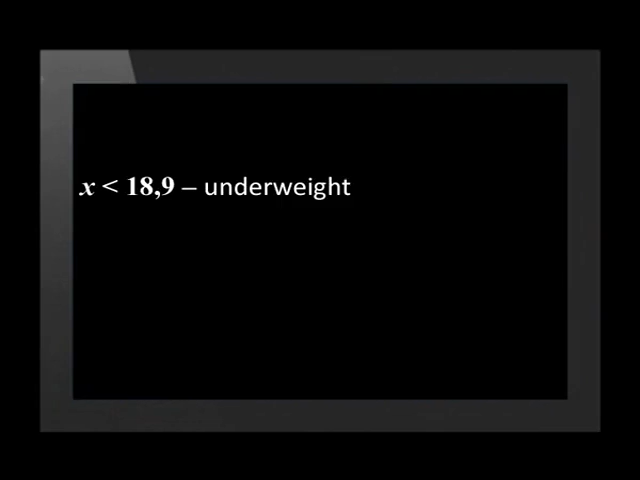 x < 18,9 – underweight